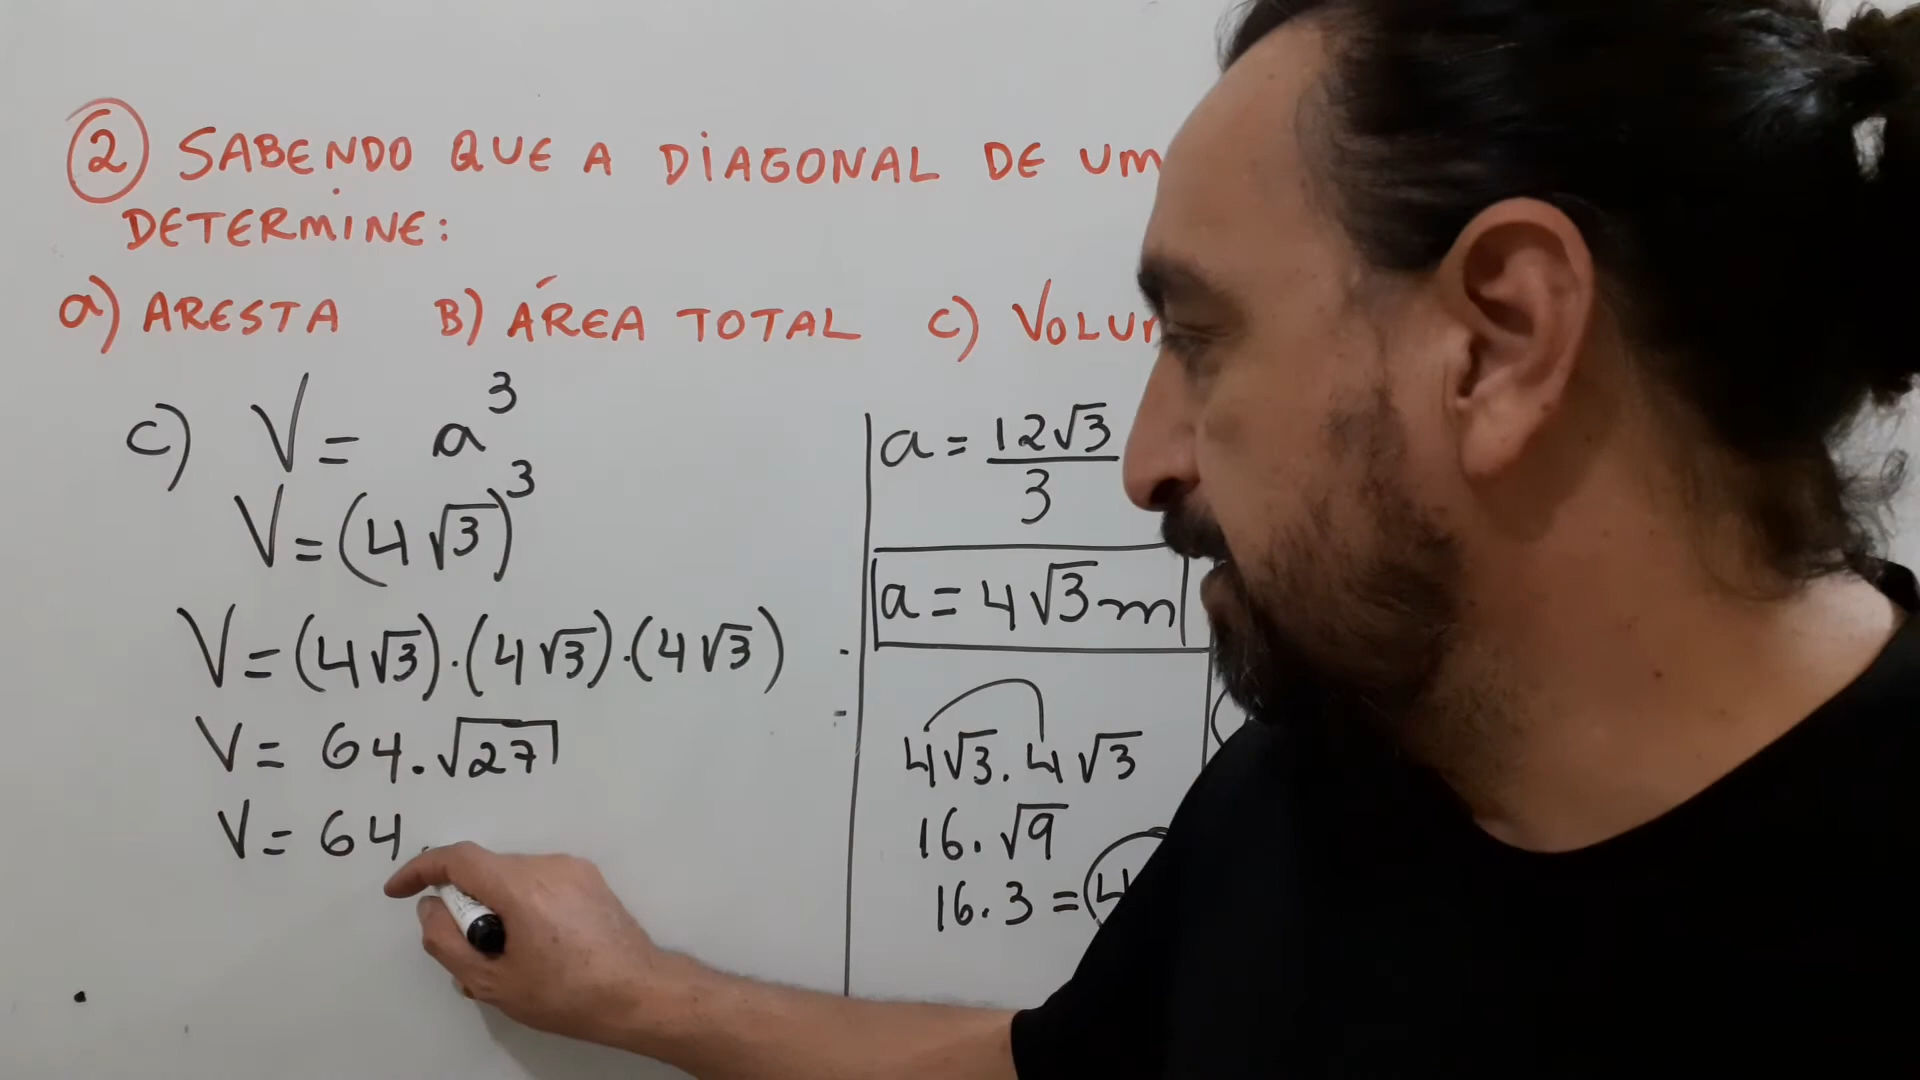 ② SABENDO QUE A DIAGONAL DE UM
DETERMINE:
a) ARESTA B) ÁREA TOTAL C) VOLU
C) V = a³
V = (4√3)³
V = (4√3).(4√3).(4√3)
V = 64.√27
V = 64.
a = 12√3/3
a = 4√3 m
4√3.4√3
16.√9
16.3 = 4